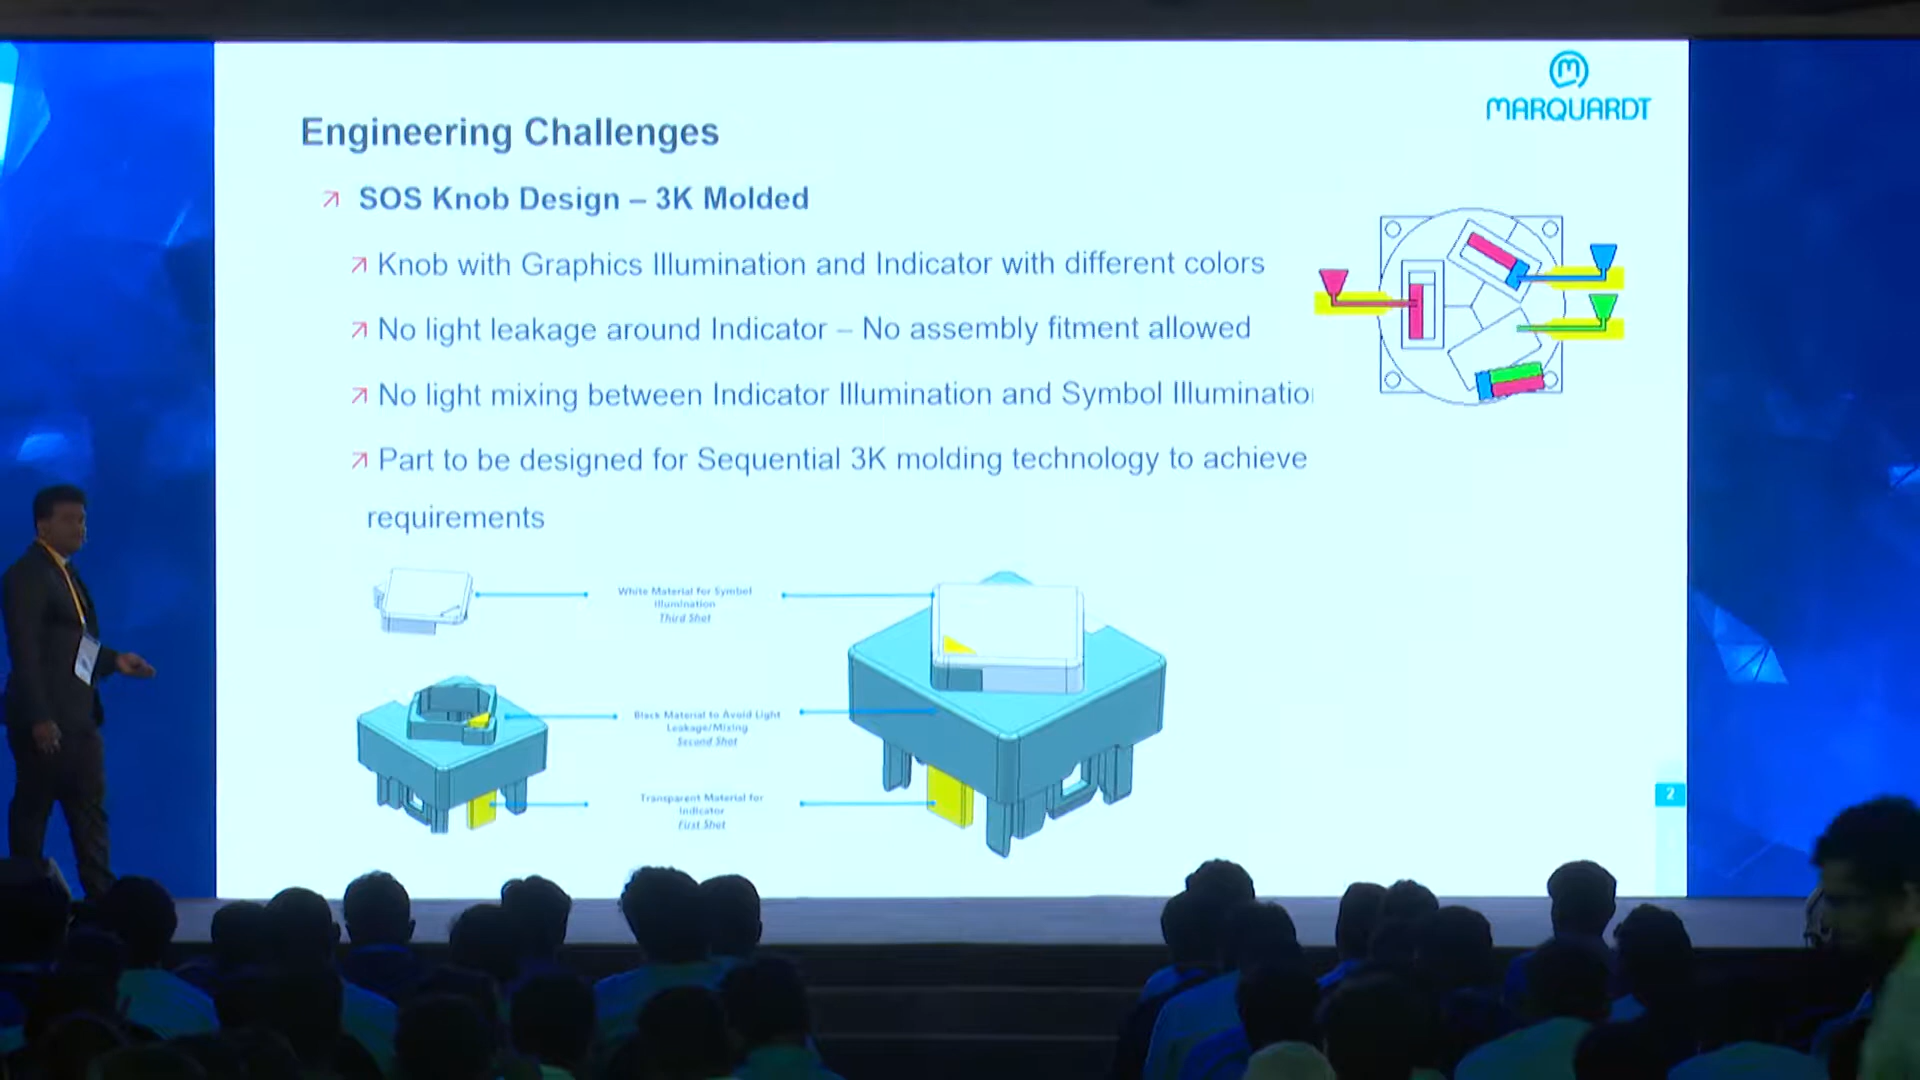 MARQUARDT
Engineering Challenges
SOS Knob Design – 3K Molded
Knob with Graphics Illumination and Indicator with different colors
No light leakage around Indicator – No assembly fitment allowed
No light mixing between Indicator Illumination and Symbol Illuminatio
Part to be designed for Sequential 3K molding technology to achieve
requirements
White Material for Symbol
Illumination
Third Shot
Black Material to Avoid Light
Leakage/Mixing
Second Shot
Transparent Material for
Indicator
First Shot
2